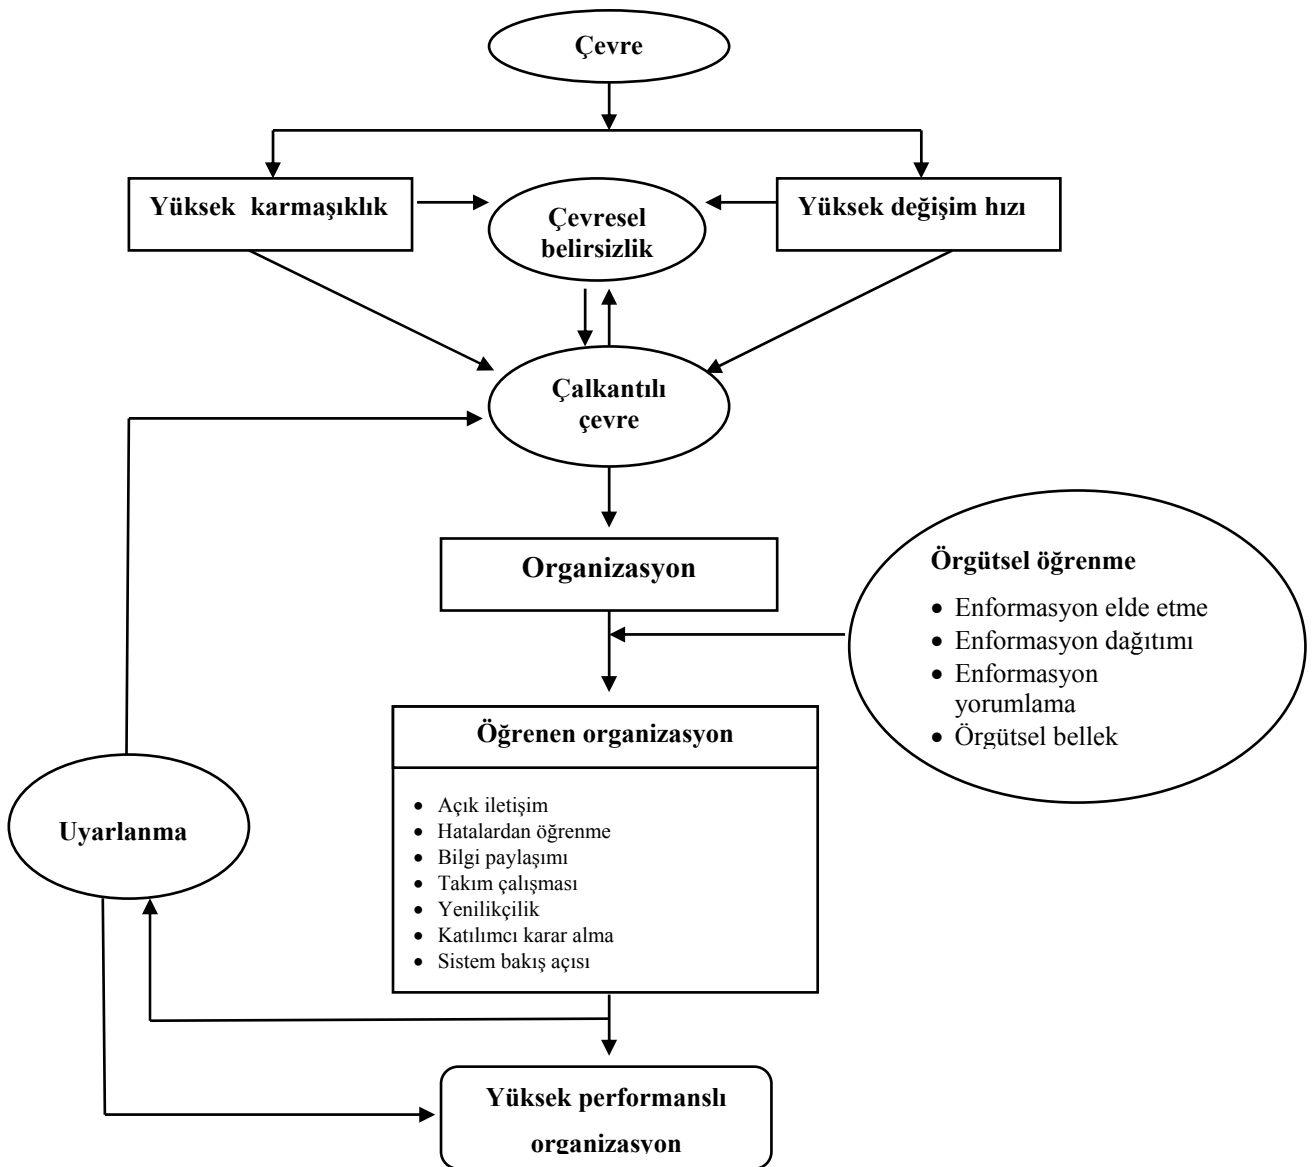 Çevre
Yüksek karmaşıklık
Çevresel
belirsizlik
Yüksek değişim hızı
Çalkantılı
çevre
Organizasyon
Örgütsel öğrenme
• Enformasyon elde etme
• Enformasyon dağıtımı
• Enformasyon
yorumlama
• Örgütsel bellek
Öğrenen organizasyon
• Açık iletişim
• Hatalardan öğrenme
• Bilgi paylaşımı
• Takım çalışması
• Yenilikçilik
• Katılımcı karar alma
• Sistem bakış açısı
Uyarlanma
Yüksek performanslı
organizasyon